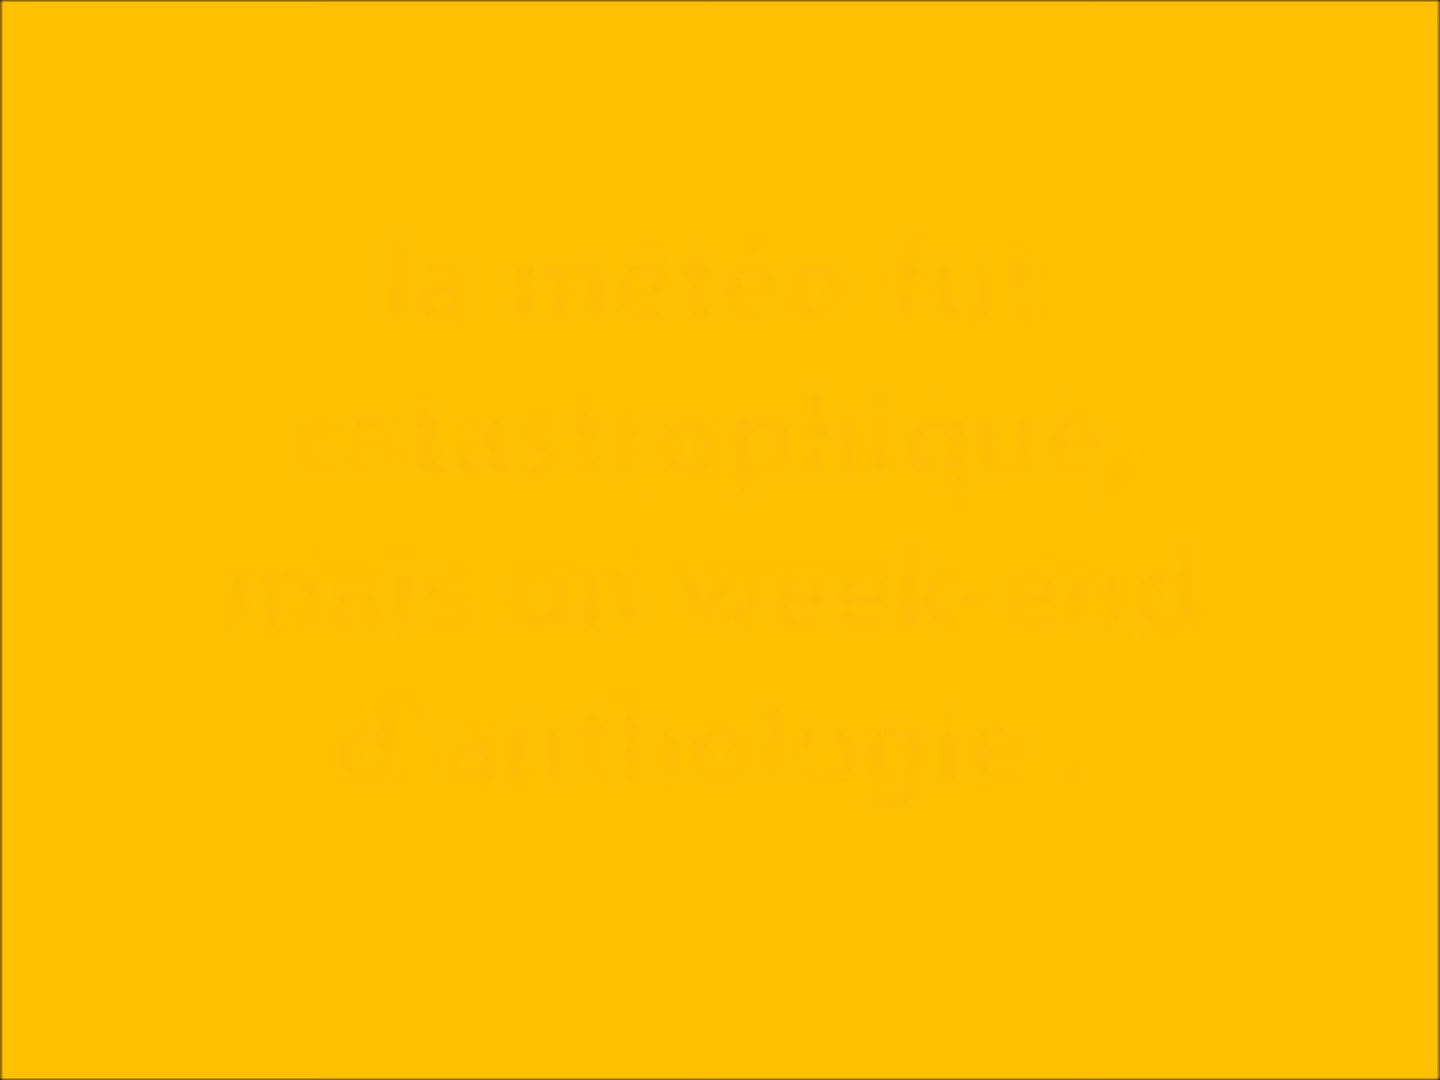 la metéo fut
catastrophique,
mais un week-end
d'anthologie